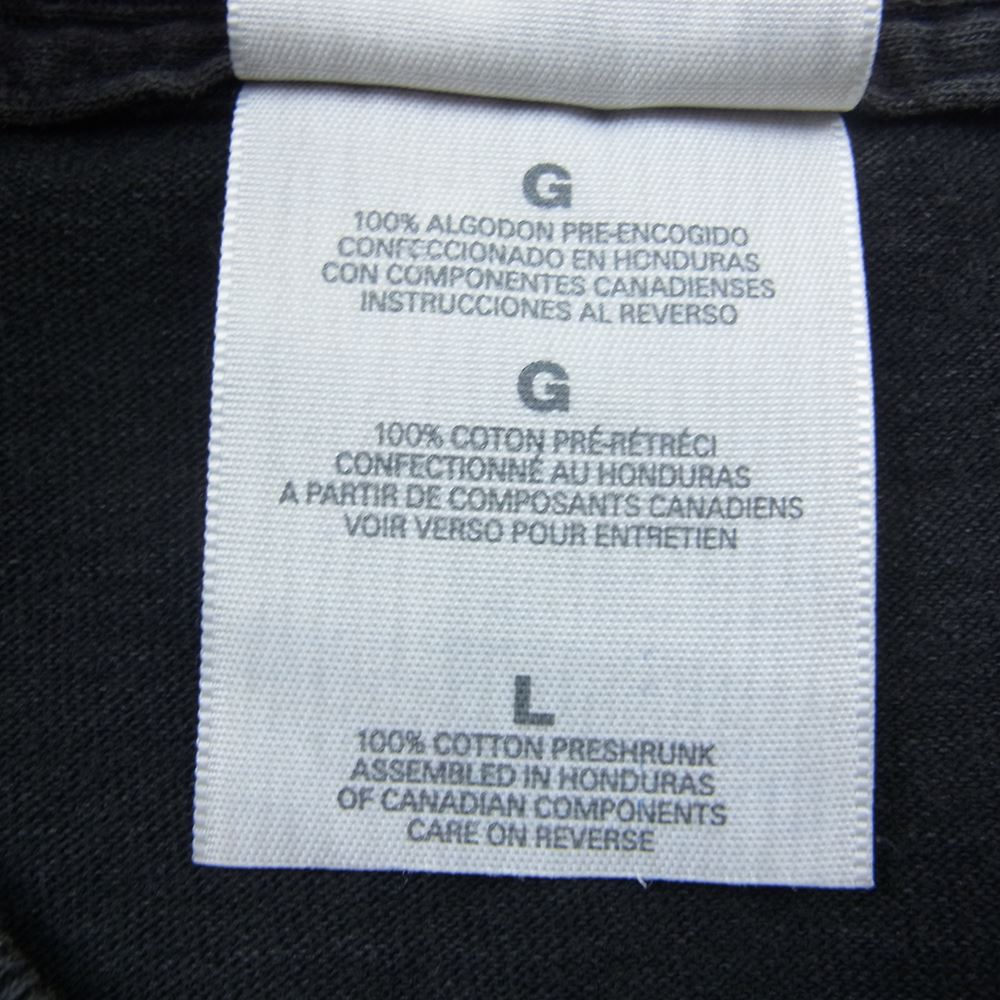 G
100% ALGODON PRE-ENCOGIDO
CONFECCIONADO EN HONDURAS
CON COMPONENTES CANADIENSES
INSTRUCCIONES AL REVERSO
G
100% COTON PRÉ-RÉTRÉCI
CONFECTIONNÉ AU HONDURAS
A PARTIR DE COMPOSANTS CANADIENS
VOIR VERSO POUR ENTRETIEN
L
100% COTTON PRESHRUNK
ASSEMBLED IN HONDURAS
OF CANADIAN COMPONENTS
CARE ON REVERSE